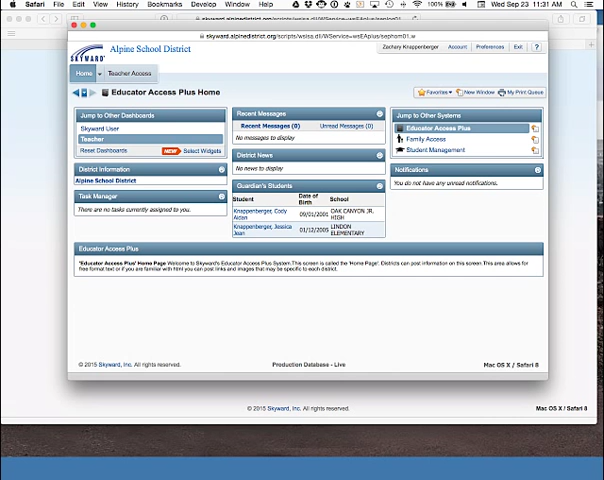 Safari File Edit View History Bookmarks Develop Window Help 100% Wed Sep 23 11:31 AM
skyward.alpinedistrict.org/scripts/wsisa.dll/WService=wsEAplus/sephom01.w
SKYWARD
Alpine School District
Zachary Knappenberger Account Preferences Exit ?
Home Teacher Access
Educator Access Plus Home
Favorites New Window My Print Queue
Jump to Other Dashboards
Skyward User
Teacher
Reset Dashboards NEW Select Widgets
District Information
Alpine School District
Task Manager
There are no tasks currently assigned to you.
Recent Messages
Recent Messages (0) Unread Messages (0)
No messages to display
District News
No news to display
Guardian's Students
Student Date of Birth School
Knappenberger, Cody Aidan 09/01/2001 OAK CANYON JR. HIGH
Knappenberger, Jessica Jean 01/12/2005 LINDON ELEMENTARY
Jump to Other Systems
Educator Access Plus
Family Access
Student Management
Notifications
You do not have any unread notifications.
Educator Access Plus
'Educator Access Plus' Home Page Welcome to Skyward's Educator Access Plus System.This screen is called the 'Home Page'. Districts can post information on this screen.This area allows for
free format text or if you are familiar with html you can post links and images that may be specific to each district.
© 2015 Skyward, Inc. All rights reserved. Production Database - Live Mac OS X / Safari 8
© 2015 Skyward, Inc. All rights reserved. Mac OS X / Safari 8